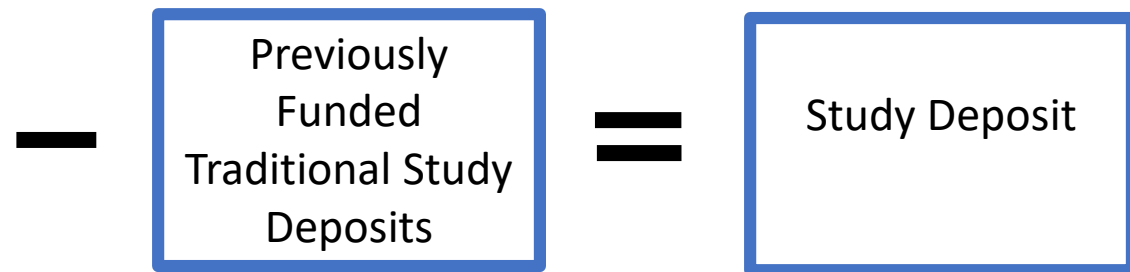 −
Previously
Funded
Traditional Study
Deposits
=
Study Deposit